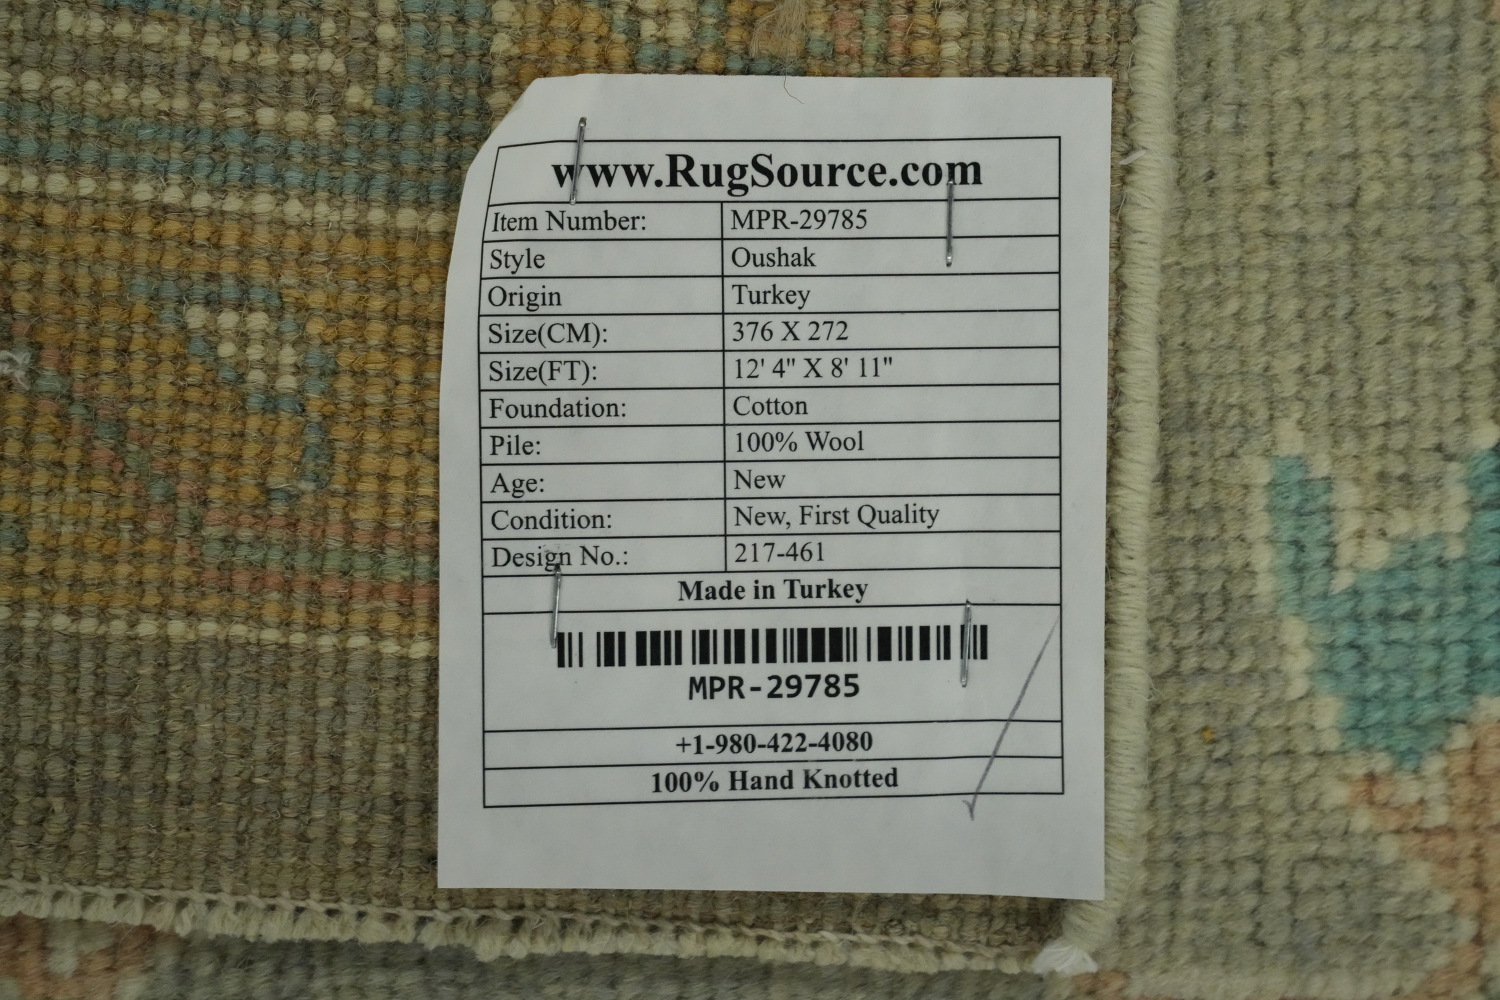 www.RugSource.com
Item Number: MPR-29785
Style Oushak
Origin Turkey
Size(CM): 376 X 272
Size(FT): 12' 4" X 8' 11"
Foundation: Cotton
Pile: 100% Wool
Age: New
Condition: New, First Quality
Design No.: 217-461
Made in Turkey
MPR-29785
+1-980-422-4080
100% Hand Knotted